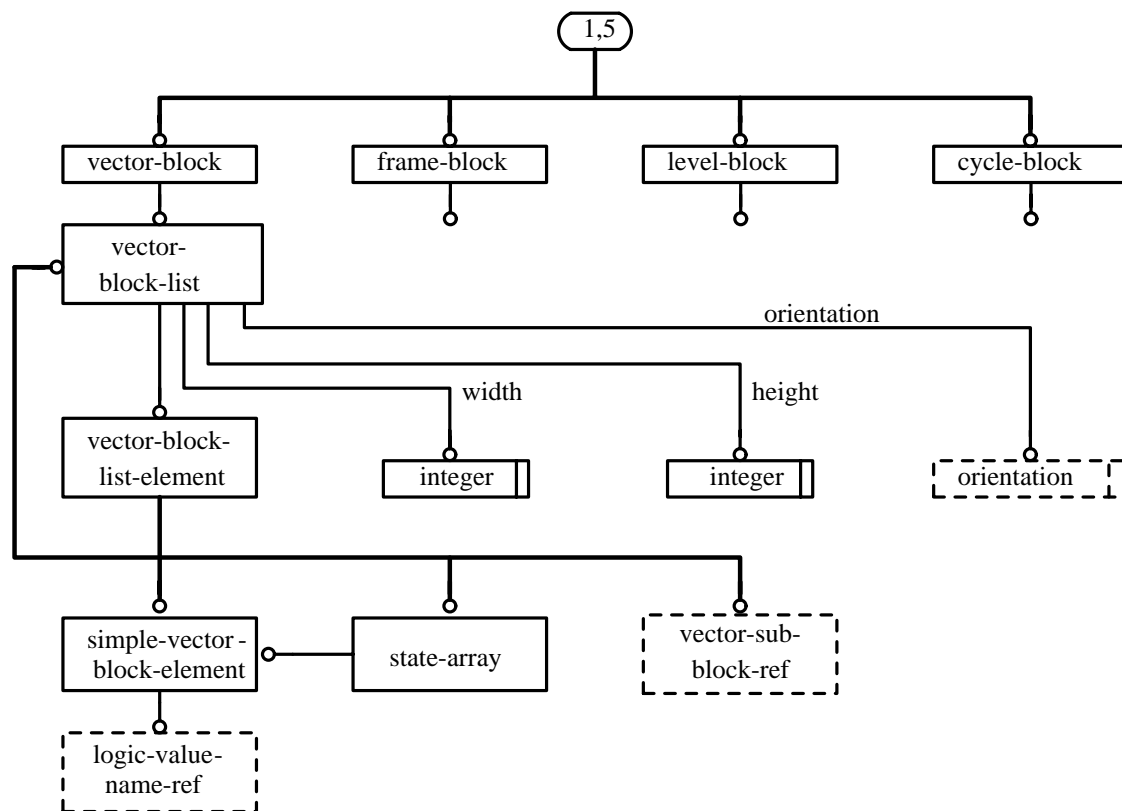 1,5
vector-block
frame-block
level-block
cycle-block
vector-
block-list
orientation
width
height
vector-block-
list-element
integer
integer
orientation
simple-vector-
block-element
state-array
vector-sub-
block-ref
logic-value-
name-ref